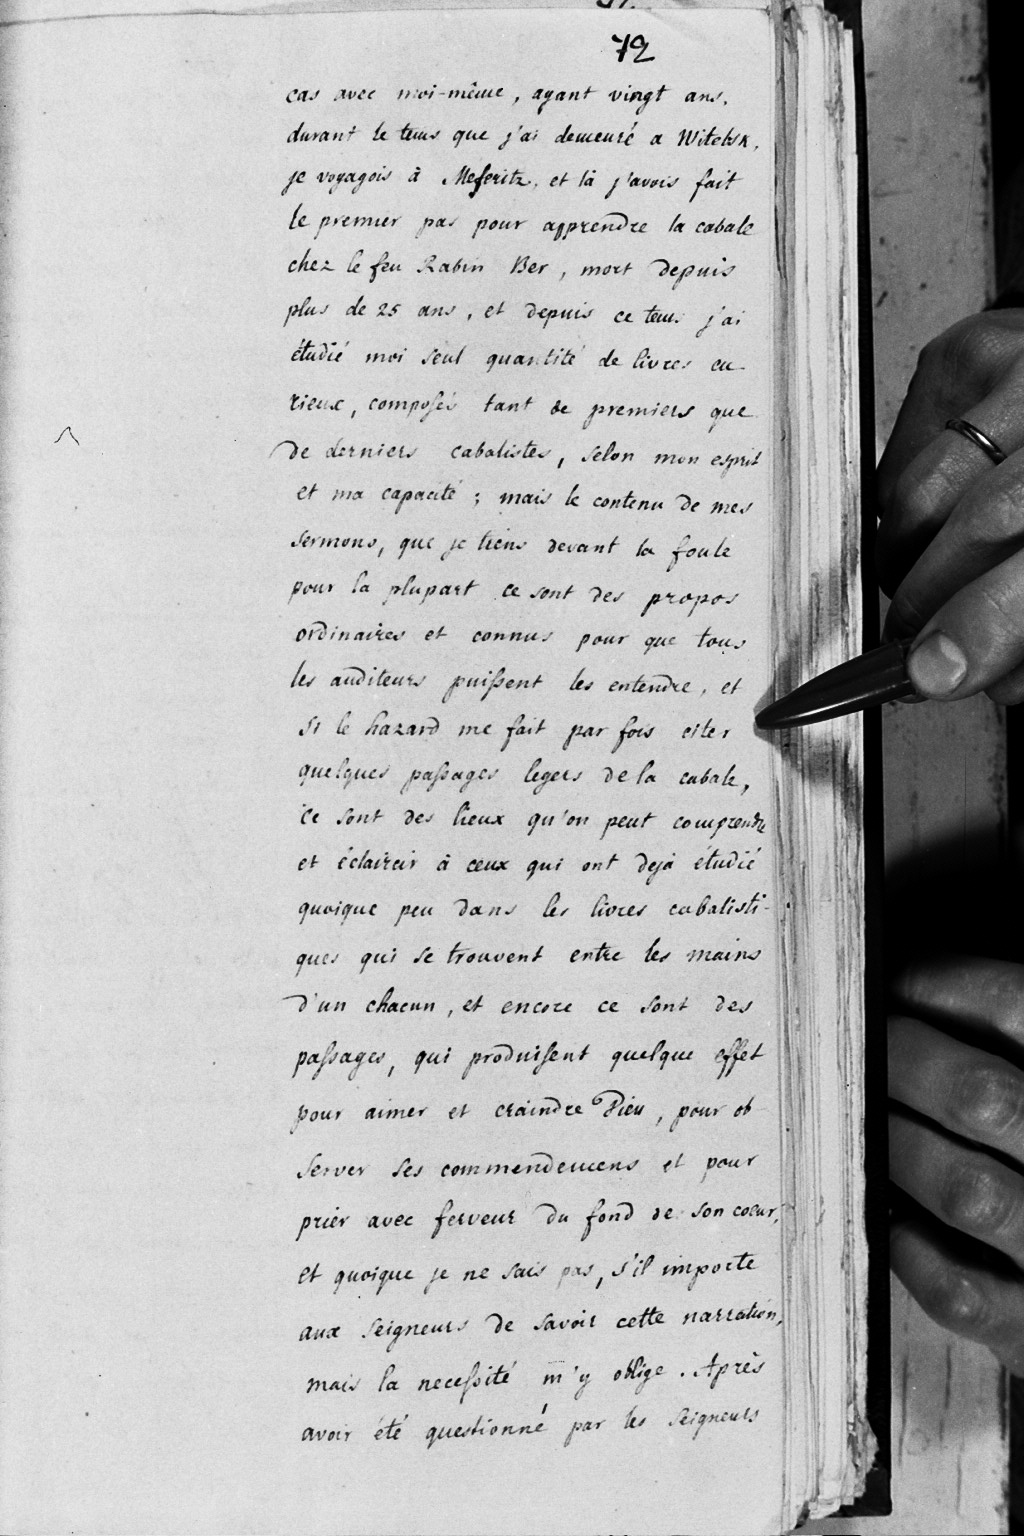 72
cas avec moi-même, ayant vingt ans,
durant le tems que j'ai demeuré a Witebsk,
je voyagois à Meseritz, et là j'avois fait
le premier pas pour apprendre la cabale
chez le feu Rabin Ber, mort depuis
plus de 25 ans, et depuis ce tems j'ai
étudié moi seul quantité de livres cu-
rieux, composés tant de premiers que
de derniers cabalistes, selon mon esprit
et ma capacité ; mais le contenu de mes
sermons, que je tiens devant la foule
pour la plupart ce sont des propos
ordinaires et connus pour que tous
les auditeurs puissent les entendre, et
si le hazard me fait par fois citer
quelques passages legers de la cabale,
ce sont des lieux qu'on peut comprendre
et éclaircir à ceux qui ont dejà étudié
quoique peu dans les livres cabalisti-
ques qui se trouvent entre les mains
d'un chacun, et encore ce sont des
passages, qui produisent quelque effet
pour aimer et craindre Dieu, pour ob-
server ses commendemens et pour
prier avec ferveur du fond de son coeur,
et quoique je ne sais pas, s'il importe
aux seigneurs de savoir cette narration,
mais la necessité m'y oblige. Après
avoir été questionné par les seigneurs